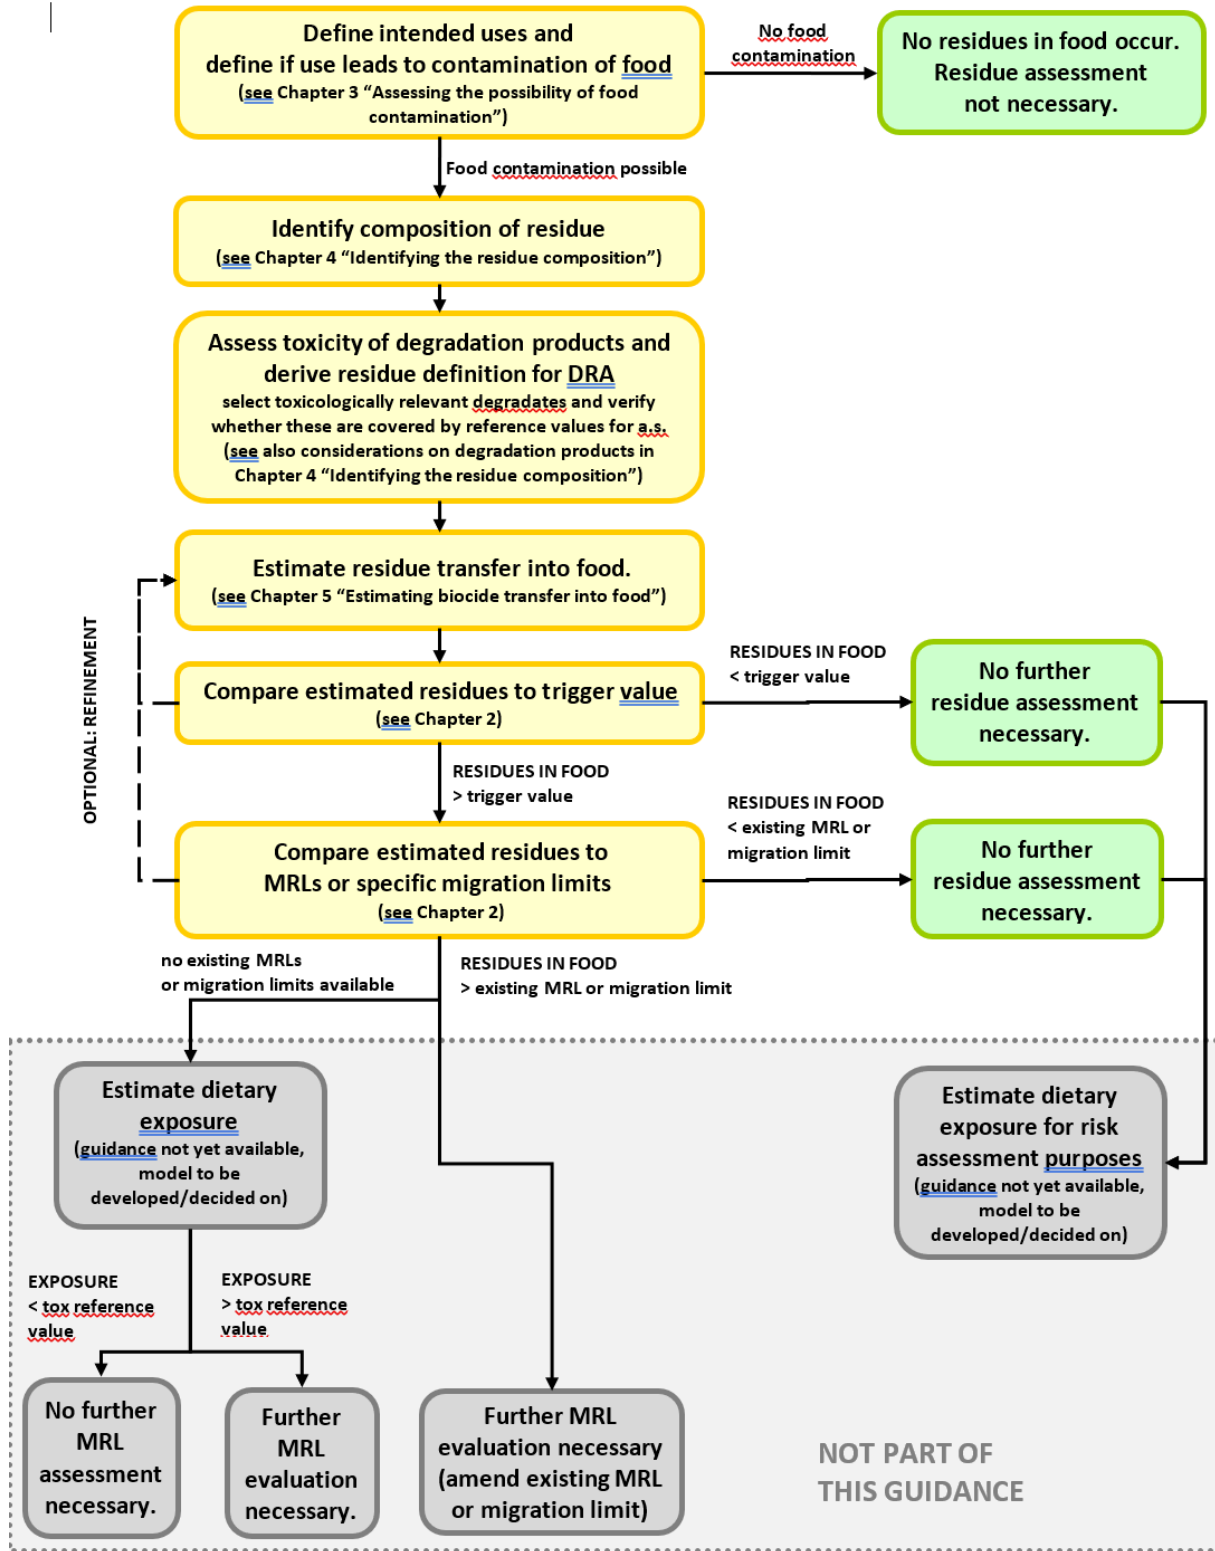 Define intended uses and
define if use leads to contamination of food
(see Chapter 3 “Assessing the possibility of food
contamination”)
No food
contamination
No residues in food occur.
Residue assessment
not necessary.
Food contamination possible
Identify composition of residue
(see Chapter 4 “Identifying the residue composition”)
Assess toxicity of degradation products and
derive residue definition for DRA
select toxicologically relevant degradates and verify
whether these are covered by reference values for a.s.
(see also considerations on degradation products in
Chapter 4 “Identifying the residue composition”)
Estimate residue transfer into food.
(see Chapter 5 “Estimating biocide transfer into food”)
OPTIONAL: REFINEMENT
Compare estimated residues to trigger value
(see Chapter 2)
RESIDUES IN FOOD
< trigger value
No further
residue assessment
necessary.
RESIDUES IN FOOD
> trigger value
Compare estimated residues to
MRLs or specific migration limits
(see Chapter 2)
RESIDUES IN FOOD
< existing MRL or
migration limit
No further
residue assessment
necessary.
no existing MRLs
or migration limits available
RESIDUES IN FOOD
> existing MRL or migration limit
Estimate dietary
exposure
(guidance not yet available,
model to be
developed/decided on)
Estimate dietary
exposure for risk
assessment purposes
(guidance not yet available,
model to be
developed/decided on)
EXPOSURE
< tox reference
value
EXPOSURE
> tox reference
value
No further
MRL
assessment
necessary.
Further
MRL
evaluation
necessary.
Further MRL
evaluation necessary
(amend existing MRL
or migration limit)
NOT PART OF
THIS GUIDANCE